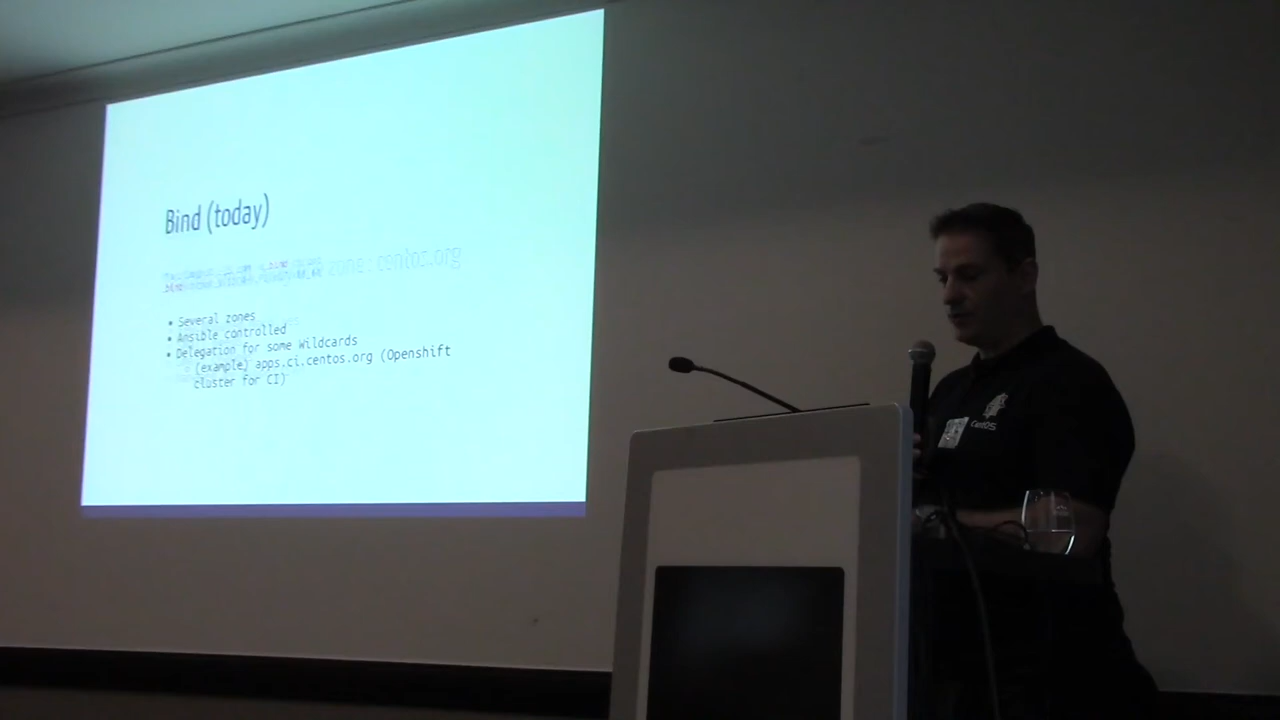 Bind (today)
zone: centos.org
▪ Several zones
▪ Ansible controlled
▪ Delegation for some Wildcards
○ (example) apps.ci.centos.org (Openshift
cluster for CI)
CentOS